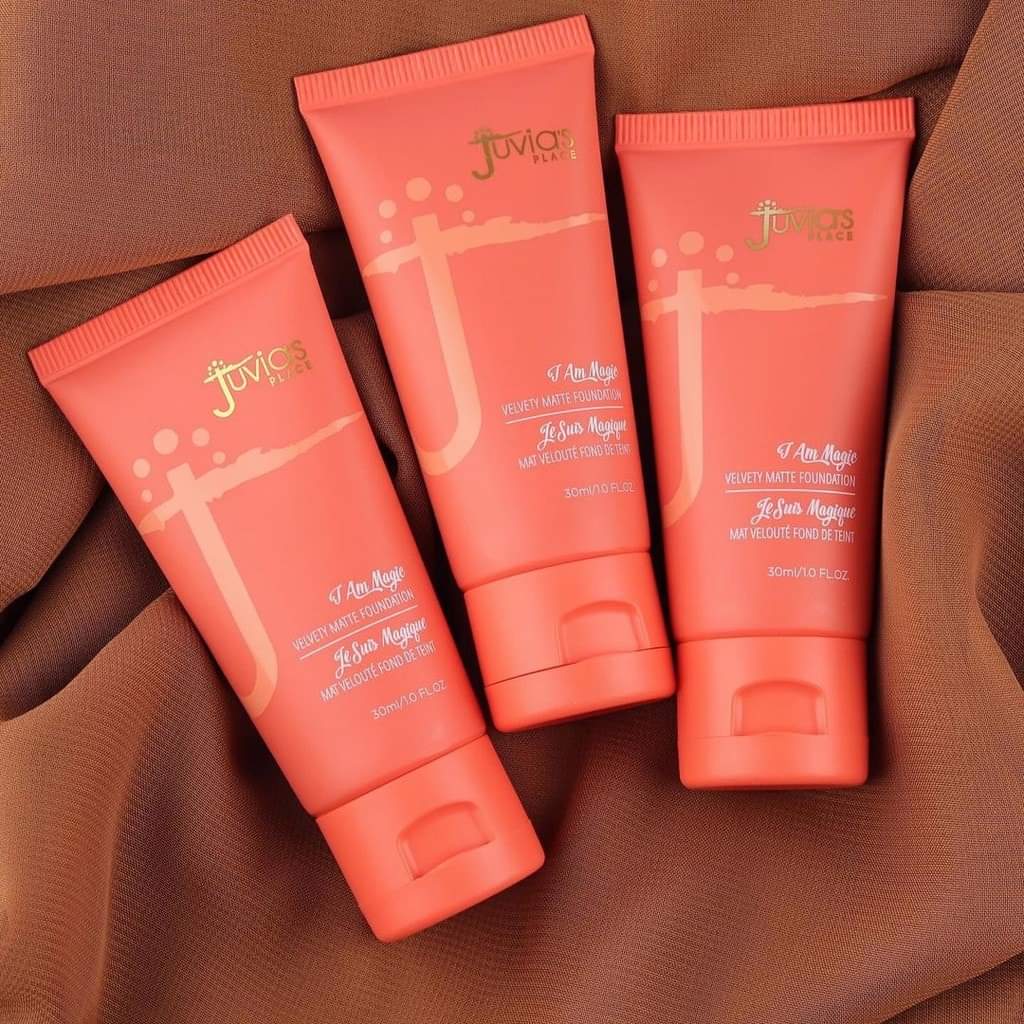 Juvia's
PLACE
I Am Magic
VELVETY MATTE FOUNDATION
Je Suis Magique
MAT VELOUTÉ FOND DE TEINT
30ml/1.0 FL.OZ.
Juvia's
PLACE
I Am Magic
VELVETY MATTE FOUNDATION
Je Suis Magique
MAT VELOUTÉ FOND DE TEINT
30ml/1.0 FL.OZ.
Juvia's
PLACE
I Am Magic
VELVETY MATTE FOUNDATION
Je Suis Magique
MAT VELOUTÉ FOND DE TEINT
30ml/1.0 FL.OZ.